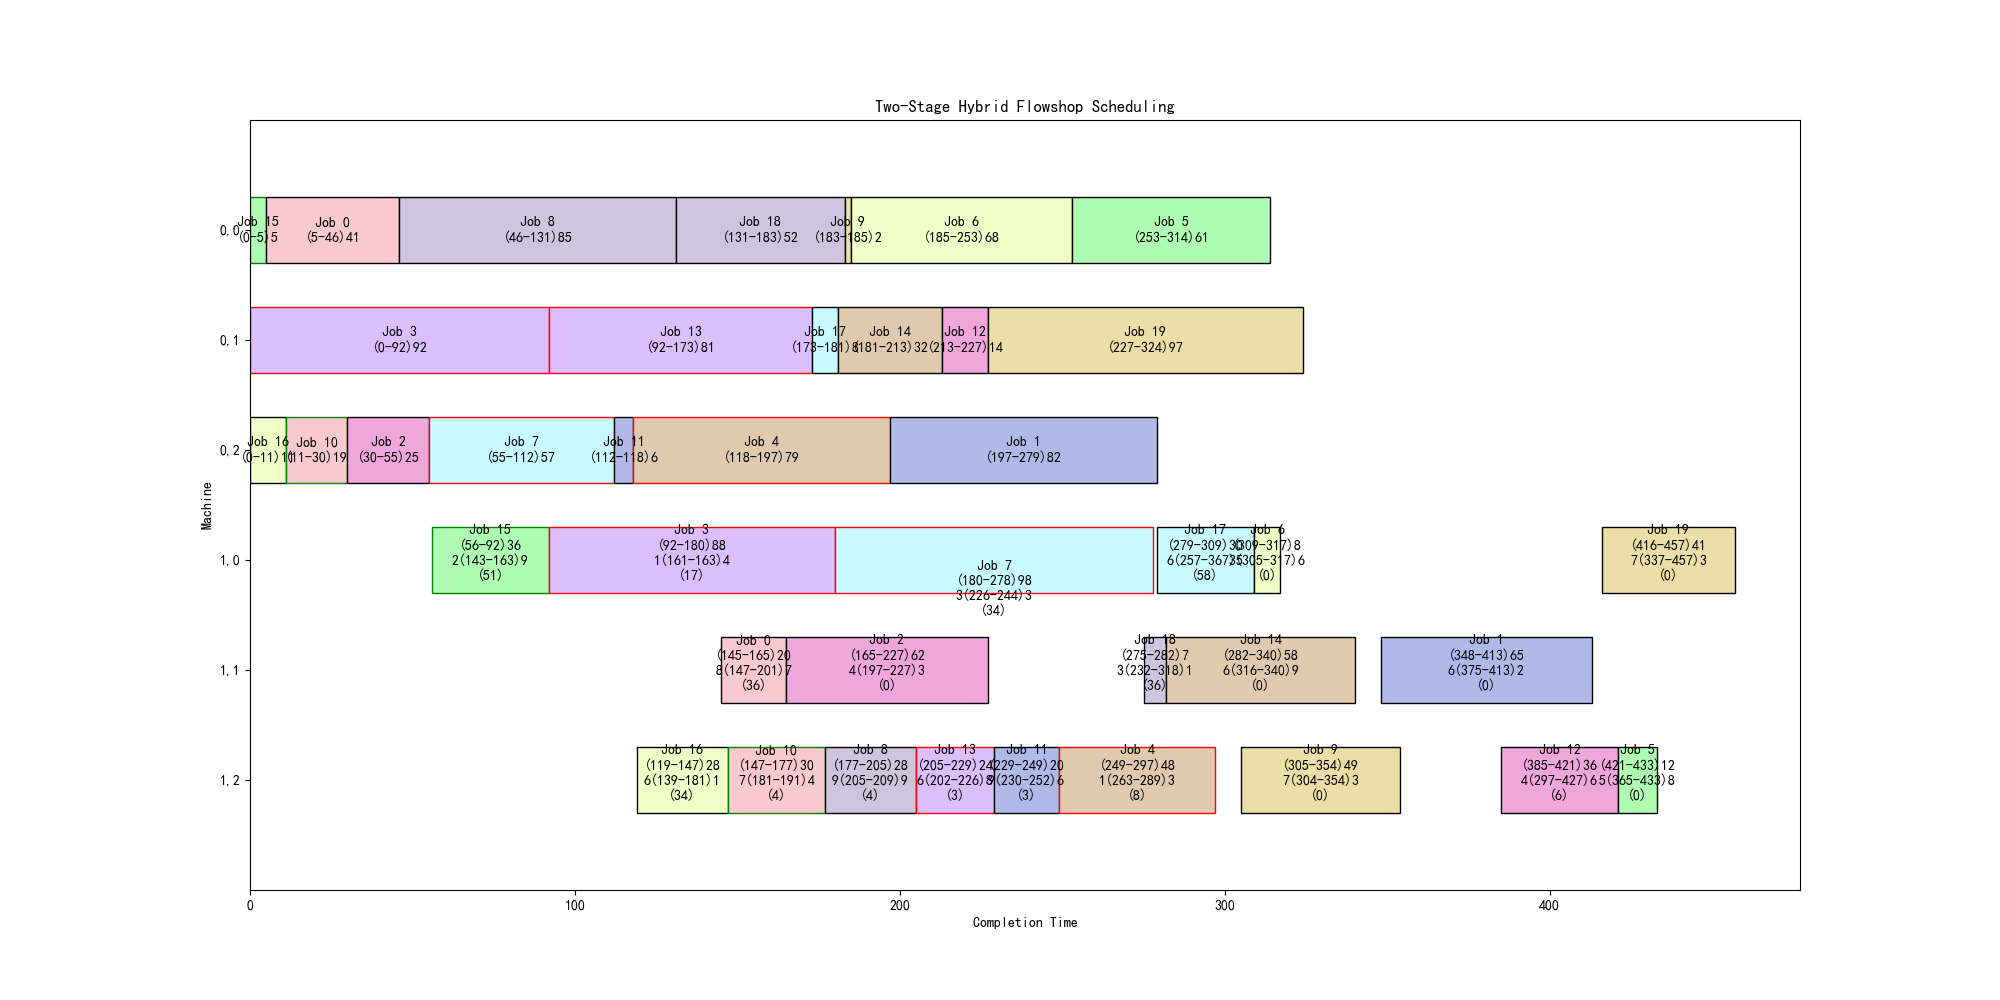 Two-Stage Hybrid Flowshop Scheduling
0,0
Job 15
(0-5)5
Job 0
(5-46)41
Job 8
(46-131)85
Job 18
(131-183)52
Job 9
(183-185)2
Job 6
(185-253)68
Job 5
(253-314)61
0,1
Job 3
(0-92)92
Job 13
(92-173)81
Job 17
(173-181)8
Job 14
(181-213)32
Job 12
(213-227)14
Job 19
(227-324)97
0,2
Job 16
(0-11)11
Job 10
(11-30)19
Job 2
(30-55)25
Job 7
(55-112)57
Job 11
(112-118)6
Job 4
(118-197)79
Job 1
(197-279)82
Machine
1,0
Job 15
(56-92)36
2(143-163)9
(51)
Job 3
(92-180)88
1(161-163)4
(17)
Job 7
(180-278)98
3(226-244)3
(34)
Job 17
(279-309)30
6(257-367)5
(58)
Job 6
(309-317)8
(305-317)6
(0)
Job 19
(416-457)41
7(337-457)3
(0)
1,1
Job 0
(145-165)20
8(147-201)7
(36)
Job 2
(165-227)62
4(197-227)3
(0)
Job 18
(275-282)7
3(232-318)1
(36)
Job 14
(282-340)58
6(316-340)9
(0)
Job 1
(348-413)65
6(375-413)2
(0)
1,2
Job 16
(119-147)28
6(139-181)1
(34)
Job 10
(147-177)30
7(181-191)4
(4)
Job 8
(177-205)28
9(205-209)9
(4)
Job 13
(205-229)24
6(202-226)8
(3)
Job 11
(229-249)20
9(230-252)6
(3)
Job 4
(249-297)48
1(263-289)3
(8)
Job 9
(305-354)49
7(304-354)3
(0)
Job 12
(385-421)36
4(297-427)6
(6)
Job 5
(421-433)12
5(365-433)8
(0)
0
100
200
300
400
Completion Time